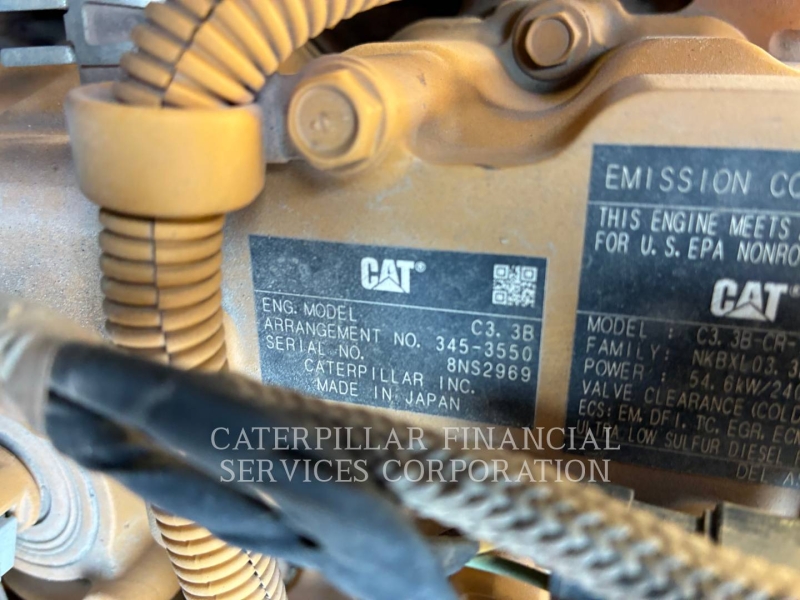 CAT®
ENG. MODEL C3.3B
ARRANGEMENT NO. 345-3550
SERIAL NO. 8NS2969
CATERPILLAR INC.
MADE IN JAPAN
EMISSION
THIS ENGINE MEETS
FOR U.S. EPA
CAT
MODEL : C3.3B-CR-
FAMILY: NKBXL03.3
POWER : 54.6kW/240
VALVE CLEARANCE (COLD
ECS: EM, DFI, TC, EGR, ECM
ULTRA LOW SULFUR DIESEL
CATERPILLAR FINANCIAL
SERVICES CORPORATION